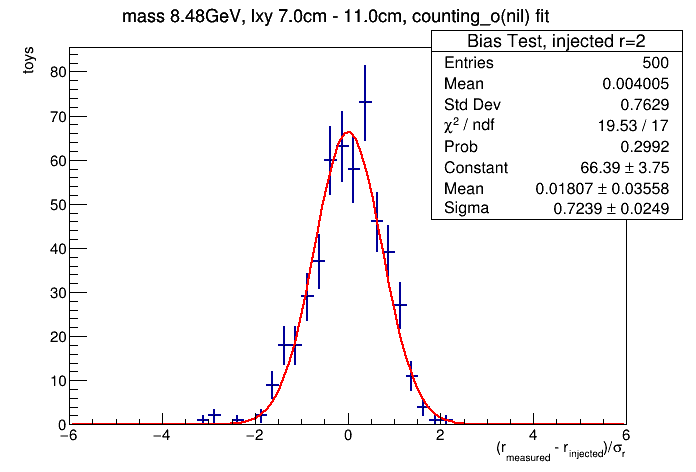 mass 8.48GeV, lxy 7.0cm - 11.0cm, counting_o(nil) fit
toys
Bias Test, injected r=2
Entries 500
Mean 0.004005
Std Dev 0.7629
χ² / ndf 19.53 / 17
Prob 0.2992
Constant 66.39 ± 3.75
Mean 0.01807 ± 0.03558
Sigma 0.7239 ± 0.0249
80
70
60
50
40
30
20
10
0
−6 −4 −2 0 2 4 6
(r_measured - r_injected)/σ_r